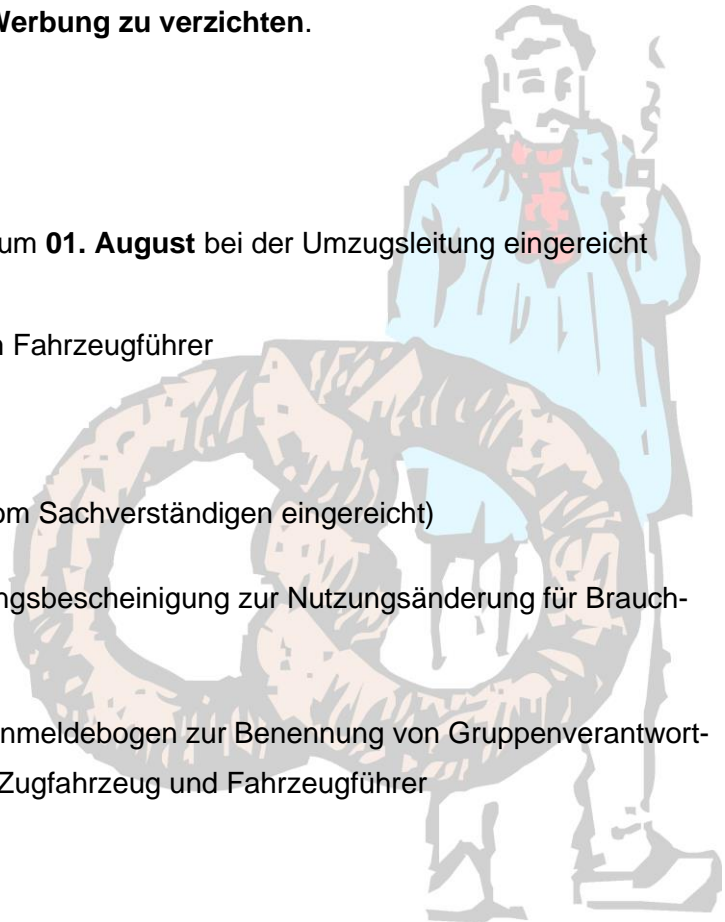 Werbung zu verzichten.
um 01. August bei der Umzugsleitung eingereicht
Fahrzeugführer
om Sachverständigen eingereicht)
ngsbescheinigung zur Nutzungsänderung für Brauch-
nmeldebogen zur Benennung von Gruppenverantwort-
Zugfahrzeug und Fahrzeugführer